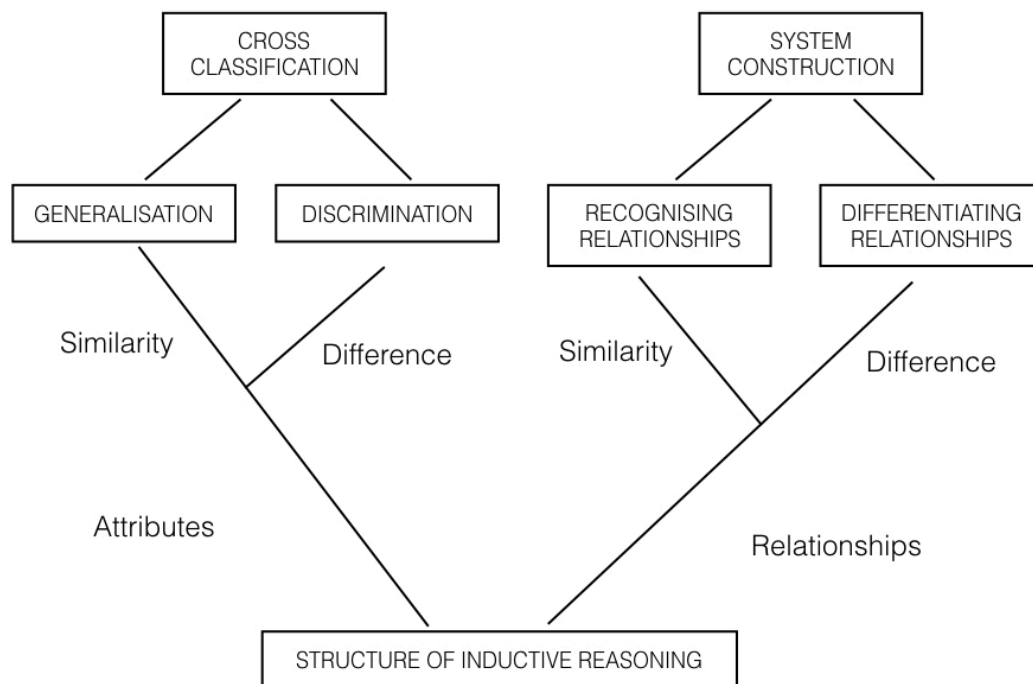 CROSS
CLASSIFICATION
SYSTEM
CONSTRUCTION
GENERALISATION
DISCRIMINATION
RECOGNISING
RELATIONSHIPS
DIFFERENTIATING
RELATIONSHIPS
Similarity
Difference
Similarity
Difference
Attributes
Relationships
STRUCTURE OF INDUCTIVE REASONING